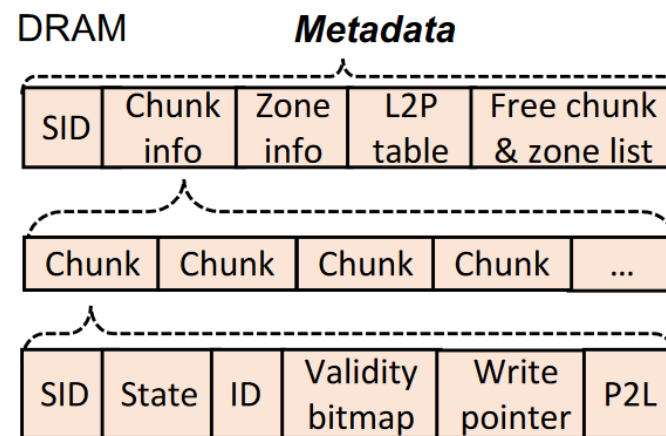 DRAM Metadata
SID Chunk info Zone info L2P table Free chunk & zone list
Chunk Chunk Chunk Chunk ...
SID State ID Validity bitmap Write pointer P2L